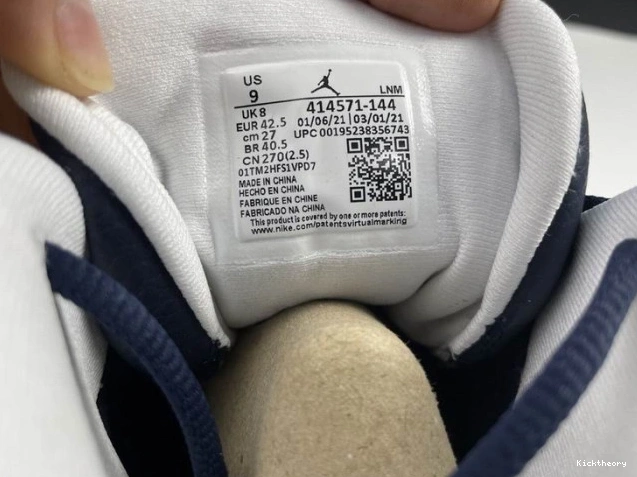 US
9
LNM
UK 8
414571-144
EUR 42.5
01/06/21 03/01/21
cm 27
UPC 00195238356743
BR 40.5
CN 270(2.5)
01TM2HFS1VPD7
MADE IN CHINA
HECHO EN CHINA
FABRIQUE EN CHINE
FABRICADO NA CHINA
This product is covered by one or more patents:
www.nike.com/patentsvirtualmarking
Kicktheory